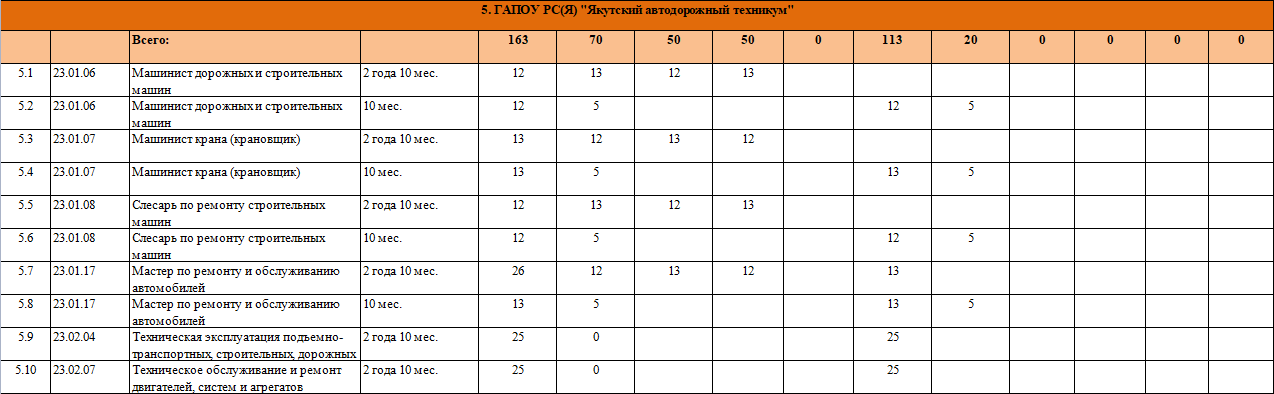 5. ГАПОУ РС(Я) "Якутский автодорожный техникум"
Всего: 163 70 50 50 0 113 20 0 0 0 0
5.1 23.01.06 Машинист дорожных и строительных 2 года 10 мес. 12 13 12 13
машин
5.2 23.01.06 Машинист дорожных и строительных 10 мес. 12 5 12 5
машин
5.3 23.01.07 Машинист крана (крановщик) 2 года 10 мес. 13 12 13 12
5.4 23.01.07 Машинист крана (крановщик) 10 мес. 13 5 13 5
5.5 23.01.08 Слесарь по ремонту строительных 2 года 10 мес. 12 13 12 13
машин
5.6 23.01.08 Слесарь по ремонту строительных 10 мес. 12 5 12 5
машин
5.7 23.01.17 Мастер по ремонту и обслуживанию 2 года 10 мес. 26 12 13 12 13
автомобилей
5.8 23.01.17 Мастер по ремонту и обслуживанию 10 мес. 13 5 13 5
автомобилей
5.9 23.02.04 Техническая эксплуатация подъемно- 2 года 10 мес. 25 0 25
транспортных, строительных, дорожных
5.10 23.02.07 Техническое обслуживание и ремонт 2 года 10 мес. 25 0 25
двигателей, систем и агрегатов